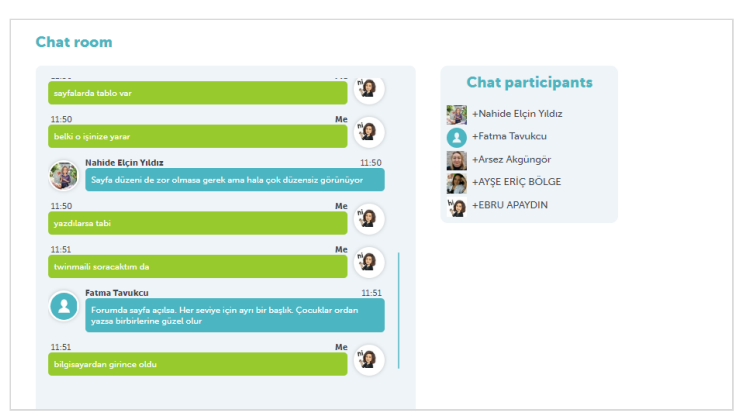 Chat room
sayfalarda tablo var
11:50 Me
belki o işinize yarar
Nahide Elçin Yıldız 11:50
Sayfa düzeni de zor olmasa gerek ama hala çok düzensiz görünüyor
11:50 Me
yazdılarsa tabi
11:51 Me
twinmaili soracaktım da
Fatma Tavukcu 11:51
Forumda sayfa açılsa. Her seviye için ayrı bir başlık. Çocuklar ordan
yazsa birbirlerine güzel olur
11:51 Me
bilgisayardan girince oldu
Chat participants
+Nahide Elçin Yıldız
+Fatma Tavukcu
+Arsez Akgüngör
+AYŞE ERİÇ BÖLGE
+EBRU APAYDIN